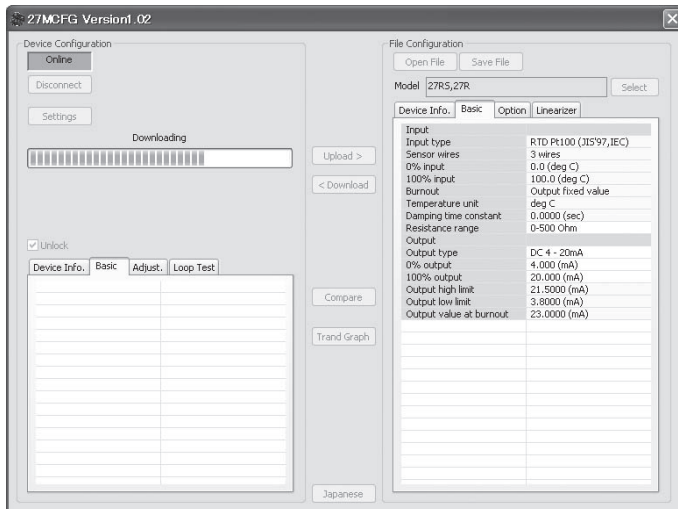 27MCFG Version1.02
Device Configuration
Online
Disconnect
Settings
Downloading
Unlock
Device Info. Basic Adjust. Loop Test
Upload >
< Download
Compare
Trand Graph
Japanese
File Configuration
Open File Save File
Model 27RS,27R Select
Device Info. Basic Option Linearizer
Input
Input type RTD Pt100 (JIS'97,IEC)
Sensor wires 3 wires
0% input 0.0 (deg C)
100% input 100.0 (deg C)
Burnout Output fixed value
Temperature unit deg C
Damping time constant 0.0000 (sec)
Resistance range 0-500 Ohm
Output
Output type DC 4 - 20mA
0% output 4.000 (mA)
100% output 20.000 (mA)
Output high limit 21.5000 (mA)
Output low limit 3.8000 (mA)
Output value at burnout 23.0000 (mA)